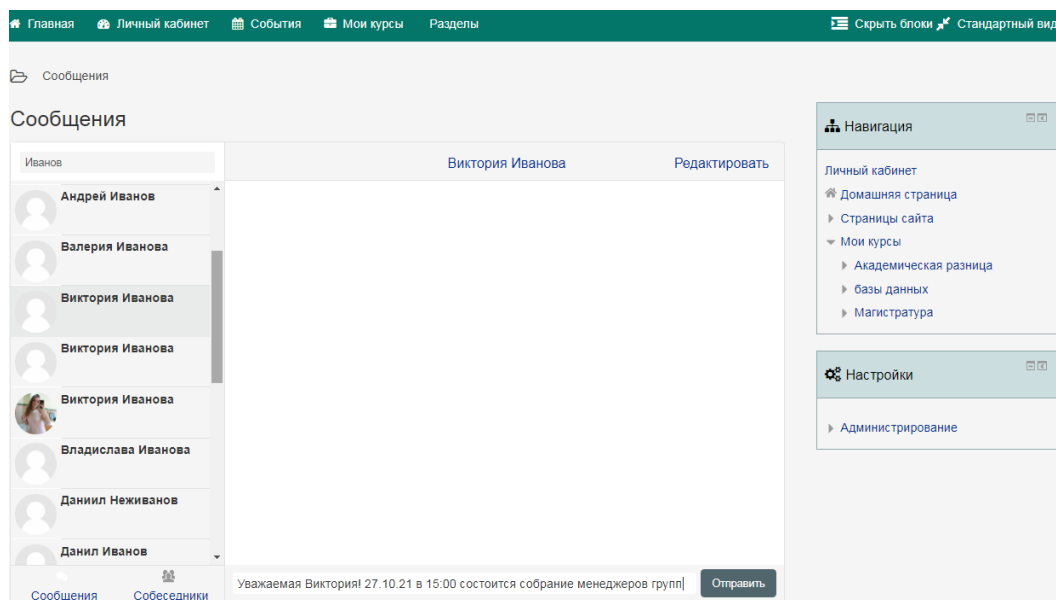 Главная Личный кабинет События Мои курсы Разделы Скрыть блоки Стандартный вид
Сообщения
Сообщения
Иванов
Андрей Иванов
Валерия Иванова
Виктория Иванова
Виктория Иванова
Виктория Иванова
Владислава Иванова
Даниил Неживанов
Данил Иванов
Сообщения Собеседники
Виктория Иванова Редактировать
Уважаемая Виктория! 27.10.21 в 15:00 состоится собрание менеджеров групп Отправить
Навигация
Личный кабинет
Домашняя страница
Страницы сайта
Мои курсы
Академическая разница
базы данных
Магистратура
Настройки
Администрирование